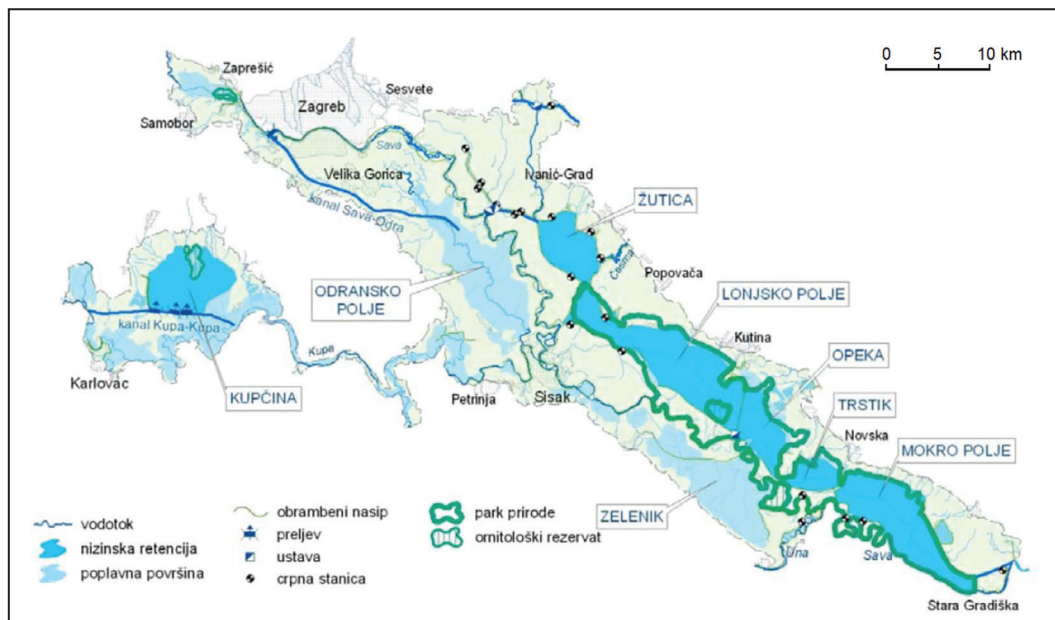 0 5 10 km
Zaprešić
Sesvete
Zagreb
Samobor
Sava
Velika Gorica
Ivanić-Grad
ŽUTICA
kanal Sava-Odra
Česma
Popovača
ODRANSKO
POLJE
LONJSKO POLJE
kanal Kupa-Kupa
Kutina
OPEKA
Kupa
Karlovac
KUPČINA
Petrinja
Sisak
TRSTIK
Novska
MOKRO POLJE
ZELENIK
Una
Sava
Stara Gradiška
vodotok
nizinska retencija
poplavna površina
obrambeni nasip
preljev
ustava
crpna stanica
park prirode
ornitološki rezervat